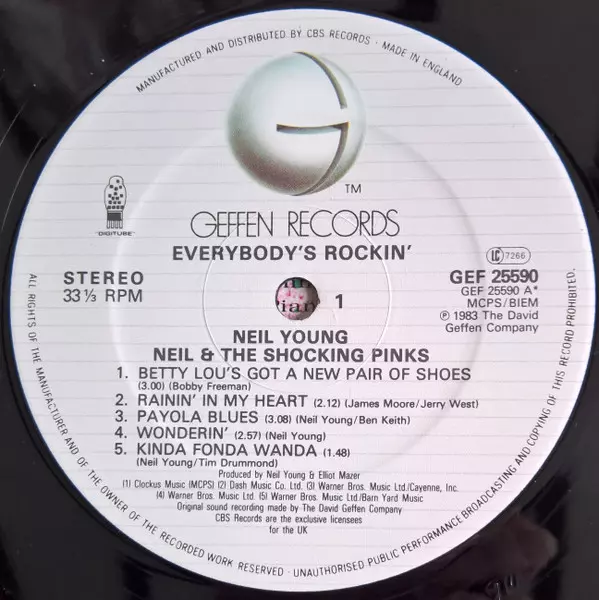 MANUFACTURED AND DISTRIBUTED BY CBS RECORDS · MADE IN ENGLAND
TM
GEFFEN RECORDS
EVERYBODY'S ROCKIN'
"DIGITUBE"
LC 7266
STEREO
33⅓ RPM
1
GEF 25590
GEF 25590 A*
MCPS/BIEM
℗ 1983 The David
Geffen Company
NEIL YOUNG
NEIL & THE SHOCKING PINKS
1. BETTY LOU'S GOT A NEW PAIR OF SHOES
(3.00) (Bobby Freeman)
2. RAININ' IN MY HEART (2.12) (James Moore/Jerry West)
3. PAYOLA BLUES (3.08) (Neil Young/Ben Keith)
4. WONDERIN' (2.57) (Neil Young)
5. KINDA FONDA WANDA (1.48)
(Neil Young/Tim Drummond)
Produced by Neil Young & Elliot Mazer
(1) Clockus Music (MCPS) (2) Dash Music Co. Ltd. (3) Warner Bros. Music Ltd/Cayenne, Inc.
(4) Warner Bros. Music Ltd (5) Warner Bros. Music Ltd/Barn Yard Music
Original sound recording made by The David Geffen Company
CBS Records are the exclusive licensees
for the UK
ALL RIGHTS OF THE MANUFACTURER AND OF THE OWNER OF THE RECORDED WORK RESERVED · UNAUTHORISED PUBLIC PERFORMANCE BROADCASTING AND COPYING OF THIS RECORD PROHIBITED.